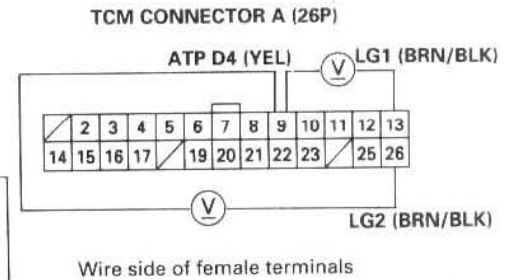 TCM CONNECTOR A (26P)
ATP D4 (YEL)
V
LG1 (BRN/BLK)
2 3 4 5 6 7 8 9 10 11 12 13
14 15 16 17 19 20 21 22 23 25 26
V
LG2 (BRN/BLK)
Wire side of female terminals